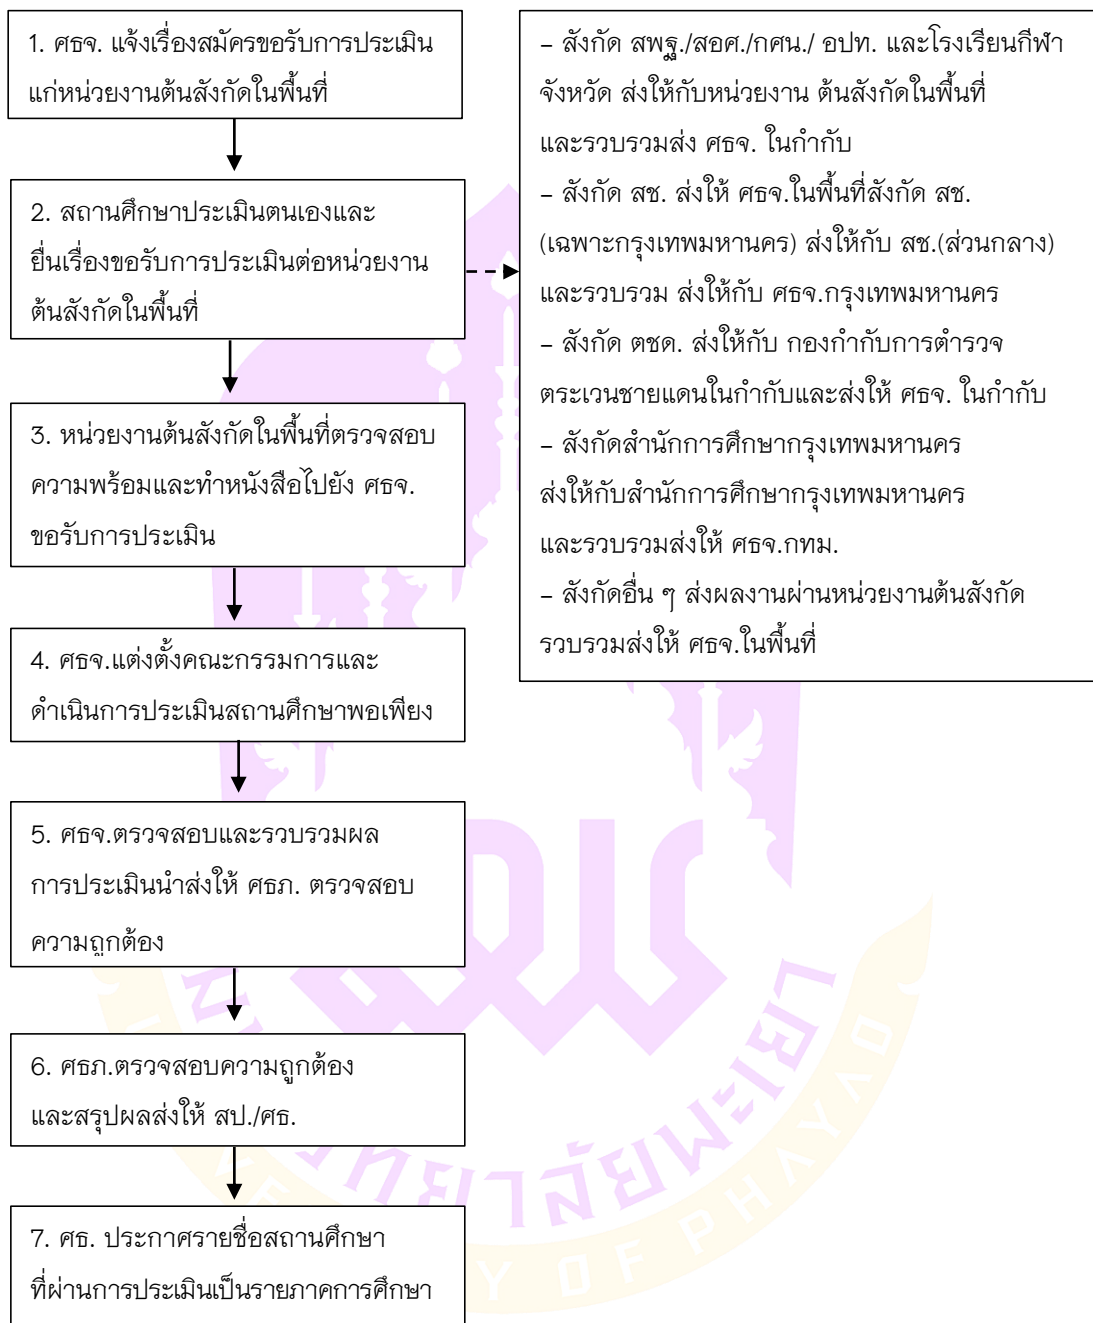 1. ศธจ. แจ้งเรื่องสมัครขอรับการประเมิน
แก่หน่วยงานต้นสังกัดในพื้นที่
2. สถานศึกษาประเมินตนเองและ
ยื่นเรื่องขอรับการประเมินต่อหน่วยงาน
ต้นสังกัดในพื้นที่
– สังกัด สพฐ./สอศ./กศน./ อปท. และโรงเรียนกีฬา
จังหวัด ส่งให้กับหน่วยงาน ต้นสังกัดในพื้นที่
และรวบรวมส่ง ศธจ. ในกำกับ
– สังกัด สช. ส่งให้ ศธจ.ในพื้นที่สังกัด สช.
(เฉพาะกรุงเทพมหานคร) ส่งให้กับ สช.(ส่วนกลาง)
และรวบรวม ส่งให้กับ ศธจ.กรุงเทพมหานคร
– สังกัด ตชด. ส่งให้กับ กองกำกับการตำรวจ
ตระเวนชายแดนในกำกับและส่งให้ ศธจ. ในกำกับ
– สังกัดสำนักการศึกษากรุงเทพมหานคร
ส่งให้กับสำนักการศึกษากรุงเทพมหานคร
และรวบรวมส่งให้ ศธจ.กทม.
– สังกัดอื่น ๆ ส่งผลงานผ่านหน่วยงานต้นสังกัด
รวบรวมส่งให้ ศธจ.ในพื้นที่
3. หน่วยงานต้นสังกัดในพื้นที่ตรวจสอบ
ความพร้อมและทำหนังสือไปยัง ศธจ.
ขอรับการประเมิน
4. ศธจ.แต่งตั้งคณะกรรมการและ
ดำเนินการประเมินสถานศึกษาพอเพียง
5. ศธจ.ตรวจสอบและรวบรวมผล
การประเมินนำส่งให้ ศธภ. ตรวจสอบ
ความถูกต้อง
6. ศธภ.ตรวจสอบความถูกต้อง
และสรุปผลส่งให้ สป./ศธ.
7. ศธ. ประกาศรายชื่อสถานศึกษา
ที่ผ่านการประเมินเป็นรายภาคการศึกษา
OF PHAYAO